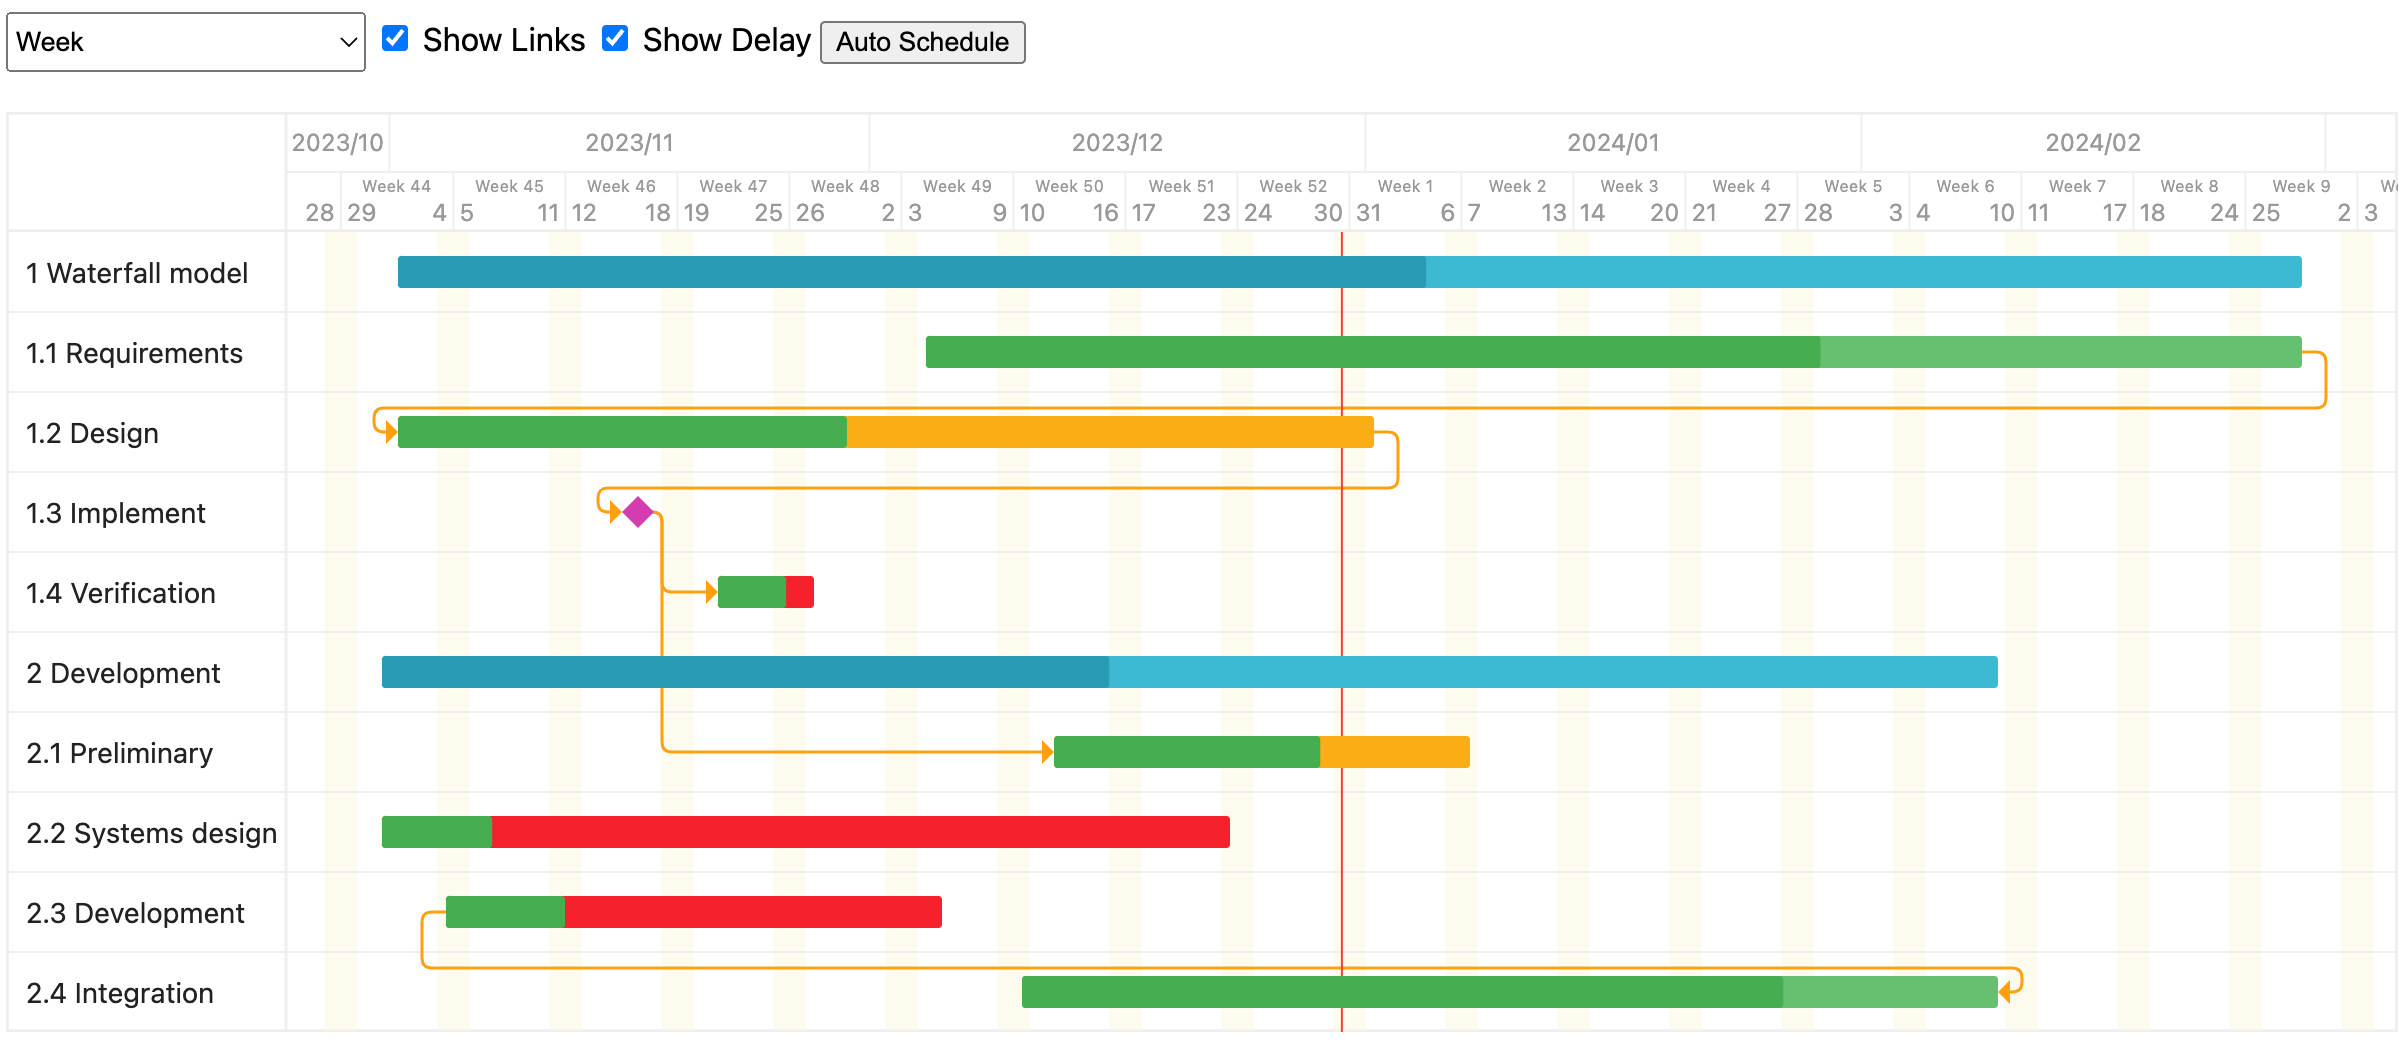 Week Show Links Show Delay Auto Schedule
2023/10 2023/11 2023/12 2024/01 2024/02
Week 44 Week 45 Week 46 Week 47 Week 48 Week 49 Week 50 Week 51 Week 52 Week 1 Week 2 Week 3 Week 4 Week 5 Week 6 Week 7 Week 8 Week 9
28 29 4 5 11 12 18 19 25 26 2 3 9 10 16 17 23 24 30 31 6 7 13 14 20 21 27 28 3 4 10 11 17 18 24 25 2 3
1 Waterfall model
1.1 Requirements
1.2 Design
1.3 Implement
1.4 Verification
2 Development
2.1 Preliminary
2.2 Systems design
2.3 Development
2.4 Integration